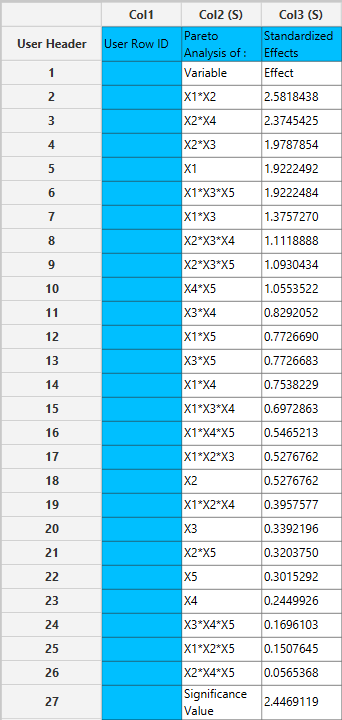 Col1 Col2 (S) Col3 (S)
User Header User Row ID Pareto Analysis of : Standardized Effects
1 Variable Effect
2 X1*X2 2.5818438
3 X2*X4 2.3745425
4 X2*X3 1.9787854
5 X1 1.9222492
6 X1*X3*X5 1.9222484
7 X1*X3 1.3757270
8 X2*X3*X4 1.1118888
9 X2*X3*X5 1.0930434
10 X4*X5 1.0553522
11 X3*X4 0.8292052
12 X1*X5 0.7726690
13 X3*X5 0.7726683
14 X1*X4 0.7538229
15 X1*X3*X4 0.6972863
16 X1*X4*X5 0.5465213
17 X1*X2*X3 0.5276762
18 X2 0.5276762
19 X1*X2*X4 0.3957577
20 X3 0.3392196
21 X2*X5 0.3203750
22 X5 0.3015292
23 X4 0.2449926
24 X3*X4*X5 0.1696103
25 X1*X2*X5 0.1507645
26 X2*X4*X5 0.0565368
27 Significance Value 2.4469119